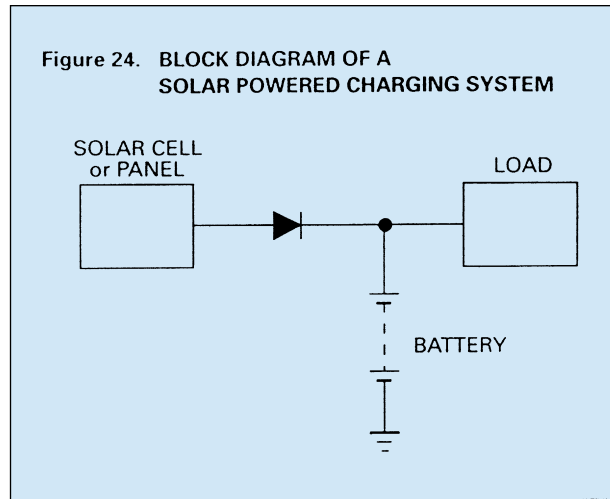 Figure 24. BLOCK DIAGRAM OF A
SOLAR POWERED CHARGING SYSTEM
SOLAR CELL
or PANEL
LOAD
BATTERY